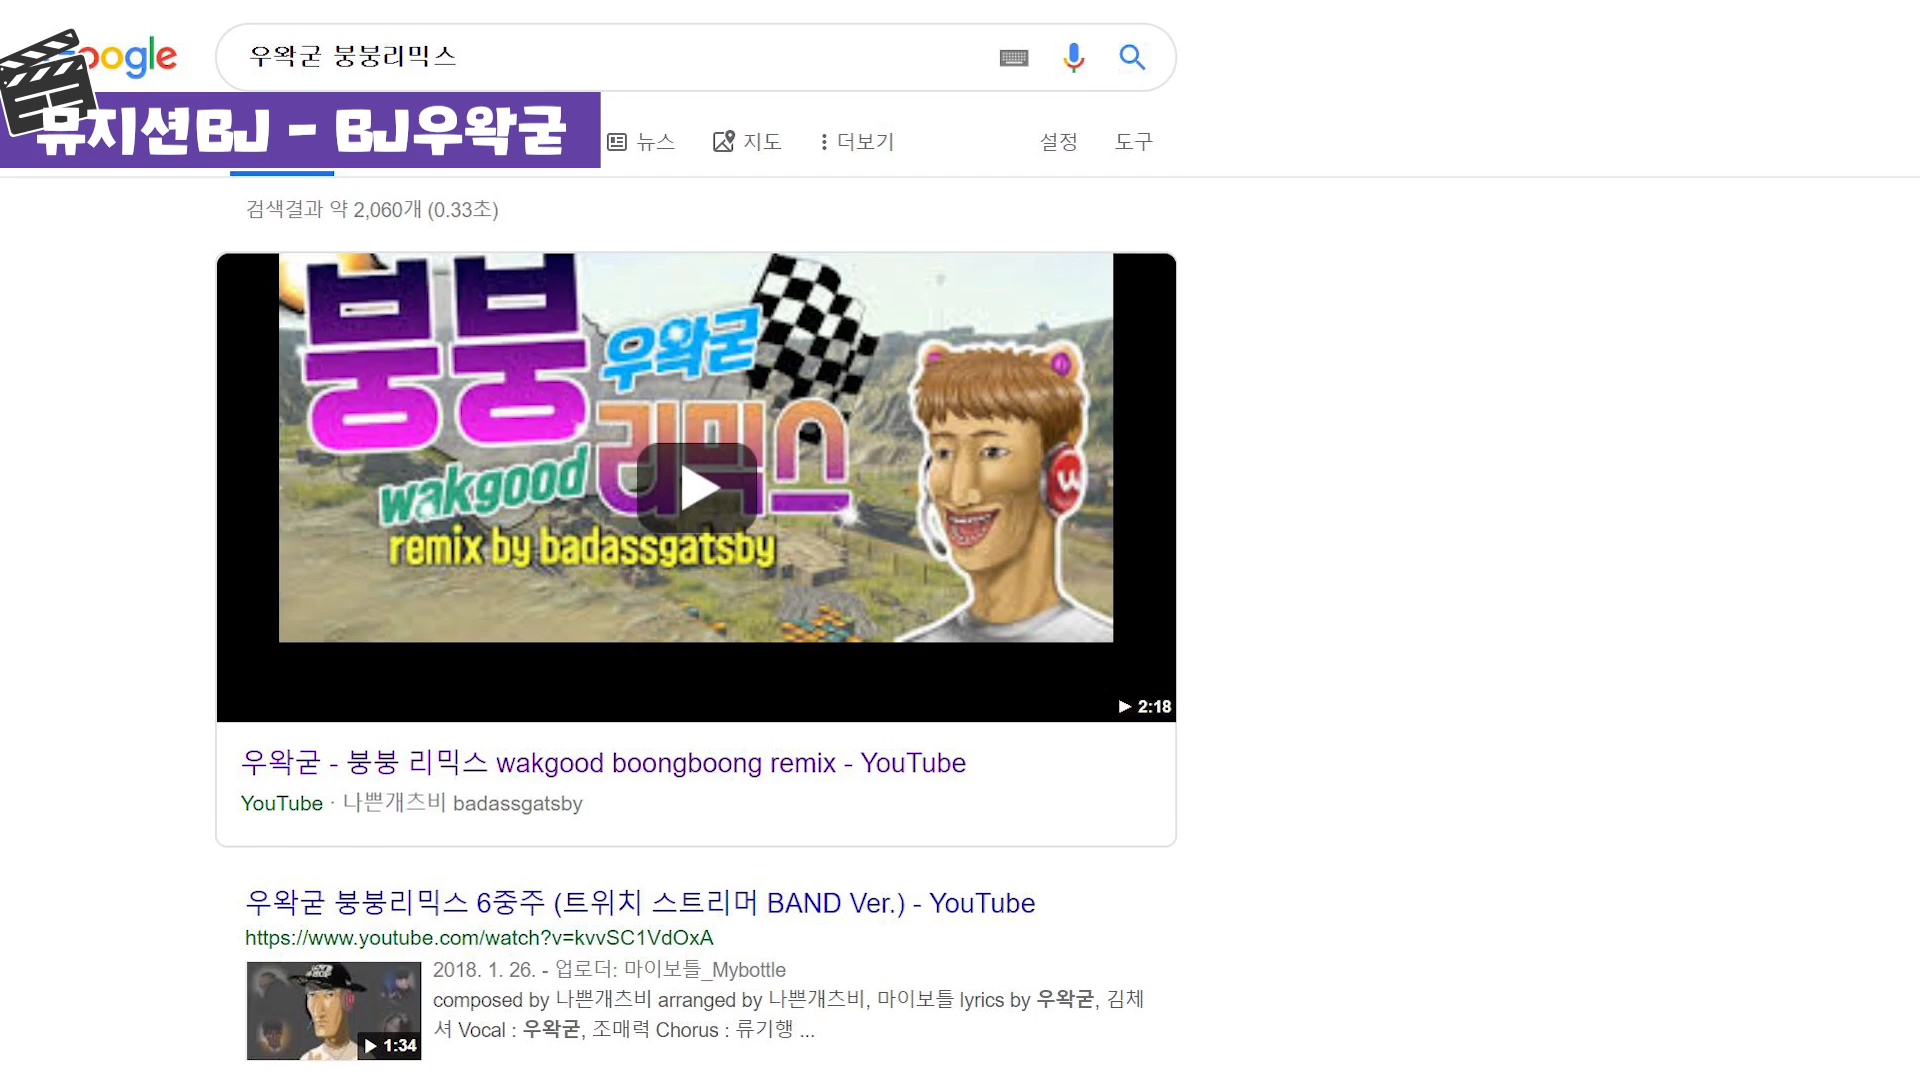 Google
우왁굳 붕붕리믹스
뮤지션BJ - BJ우왁굳
뉴스
지도
더보기
설정
도구
검색결과 약 2,060개 (0.33초)
붕붕
우왁굳
리믹스
wakgood
remix by badassgatsby
2:18
우왁굳 - 붕붕 리믹스 wakgood boongboong remix - YouTube
YouTube · 나쁜개츠비 badassgatsby
우왁굳 붕붕리믹스 6중주 (트위치 스트리머 BAND Ver.) - YouTube
https://www.youtube.com/watch?v=kvvSC1VdOxA
2018. 1. 26. - 업로더: 마이보틀_Mybottle
composed by 나쁜개츠비 arranged by 나쁜개츠비, 마이보틀 lyrics by 우왁굳, 김체
셔 Vocal : 우왁굳, 조매력 Chorus : 류기행 ...
1:34